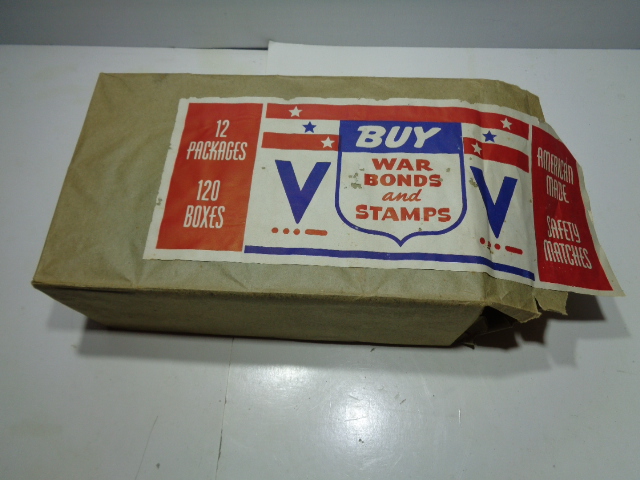 12
PACKAGES
120
BOXES
V
BUY
WAR
BONDS
and
STAMPS
V
AMERICAN
MADE
SAFETY
MATCHES